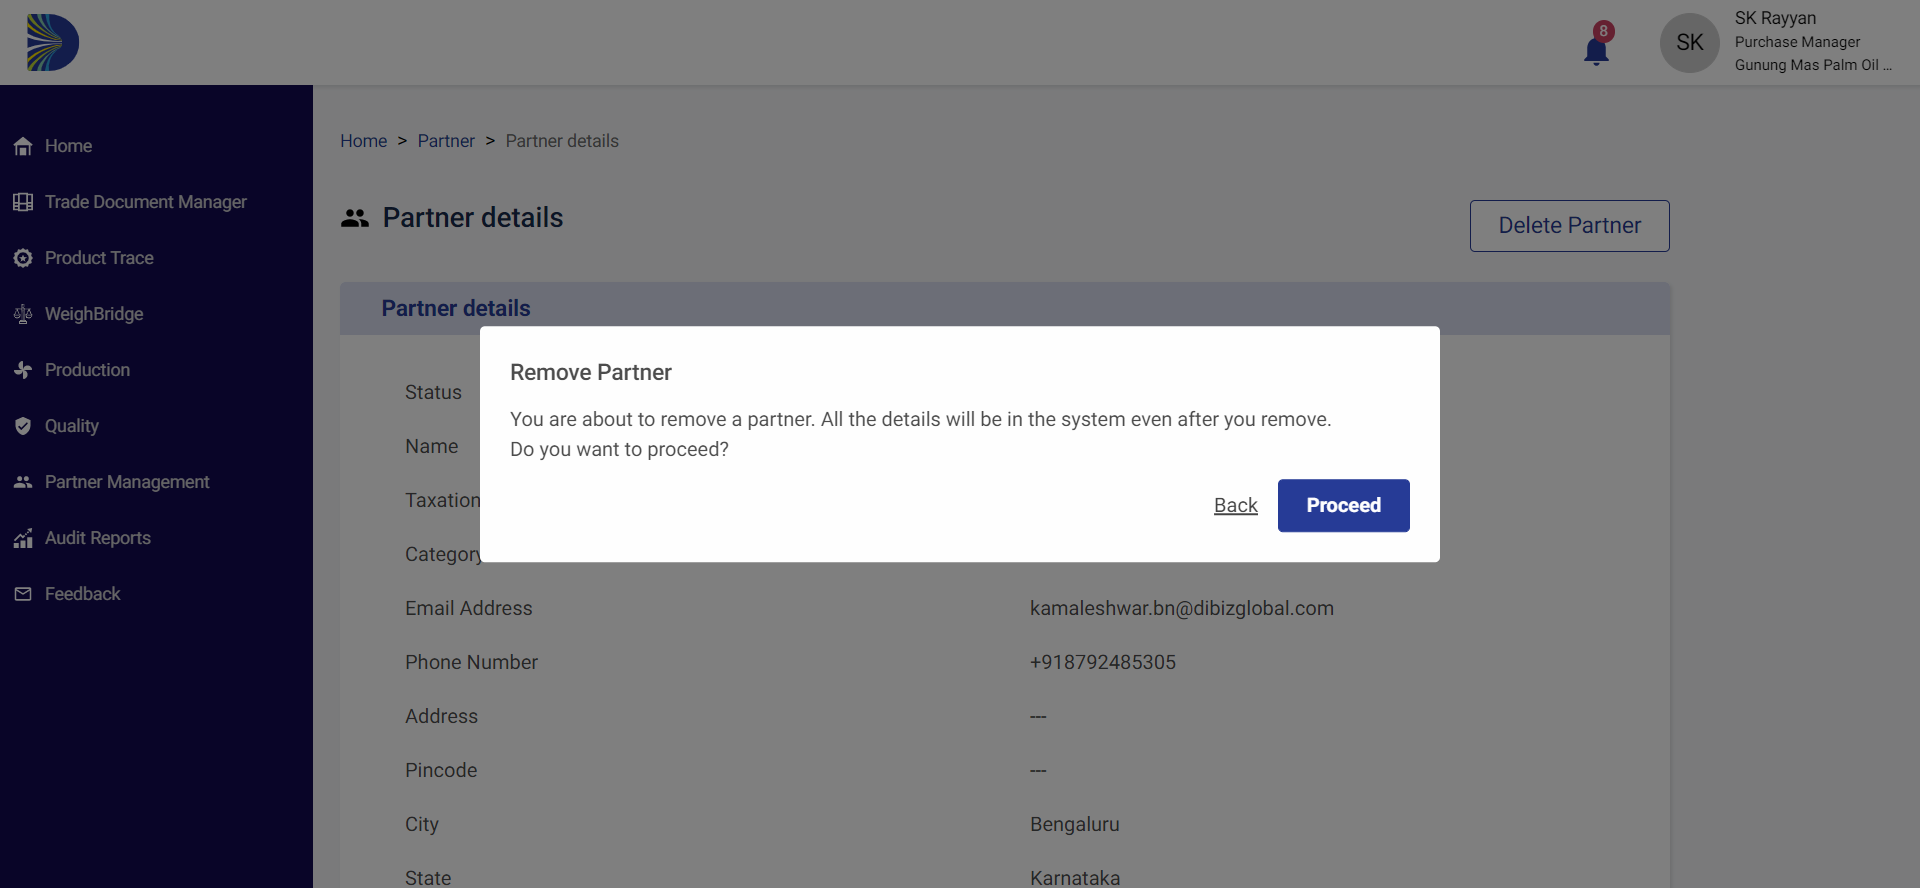 8
SK
SK Rayyan
Purchase Manager
Gunung Mas Palm Oil ...
Home
Trade Document Manager
Product Trace
WeighBridge
Production
Quality
Partner Management
Audit Reports
Feedback
Home > Partner > Partner details
Partner details
Delete Partner
Partner details
Remove Partner
You are about to remove a partner. All the details will be in the system even after you remove.
Do you want to proceed?
Back
Proceed
Status
Name
Taxation
Category
Email Address kamaleshwar.bn@dibizglobal.com
Phone Number +918792485305
Address ---
Pincode ---
City Bengaluru
State Karnataka